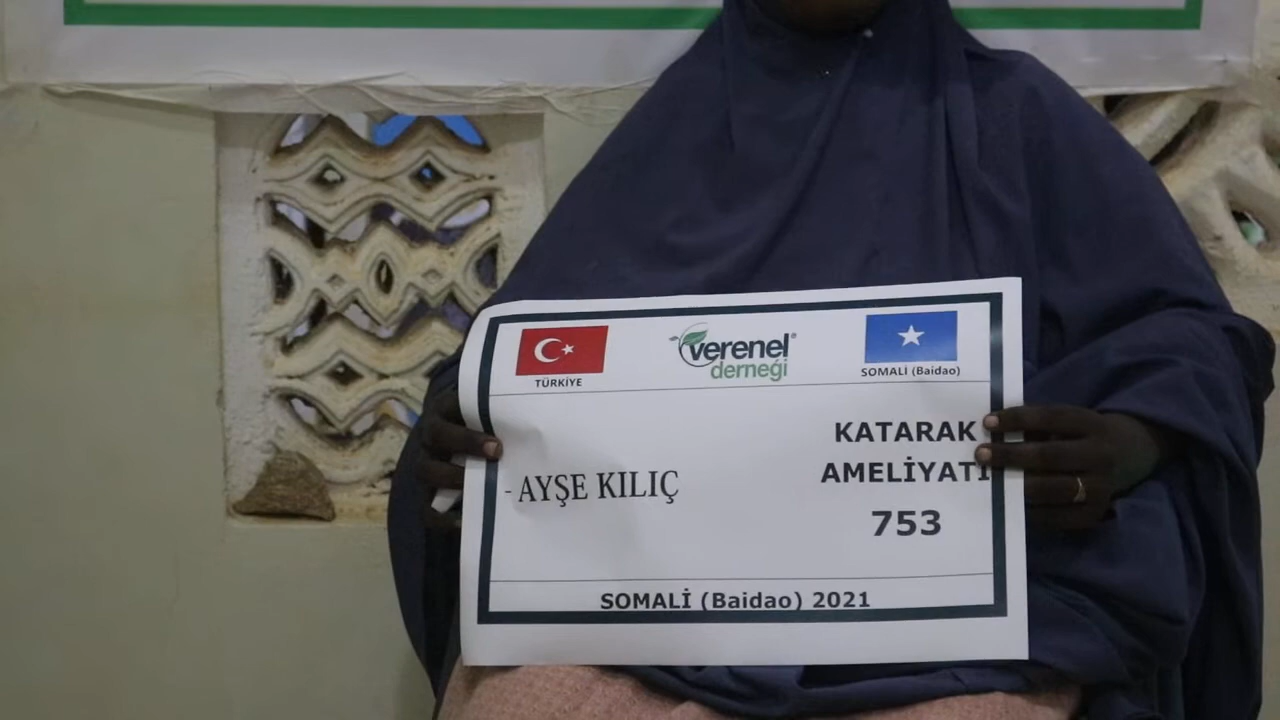 verenel®
derneği
TÜRKİYE
SOMALİ (Baidao)
KATARAK
AMELİYATI
- AYŞE KILIÇ
753
SOMALİ (Baidao) 2021